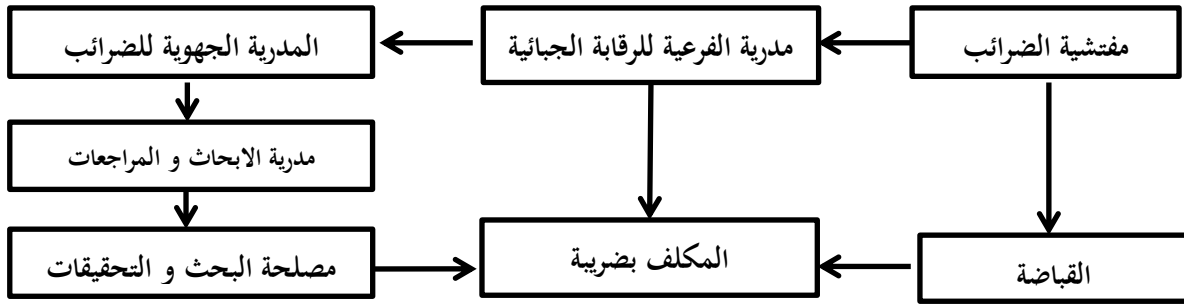 مفتشية الضرائب
مدرية الفرعية للرقابة الجبائية
المدرية الجهوية للضرائب
مدرية الابحاث و المراجعات
القباضة
المكلف بضريبة
مصلحة البحث و التحقيقات